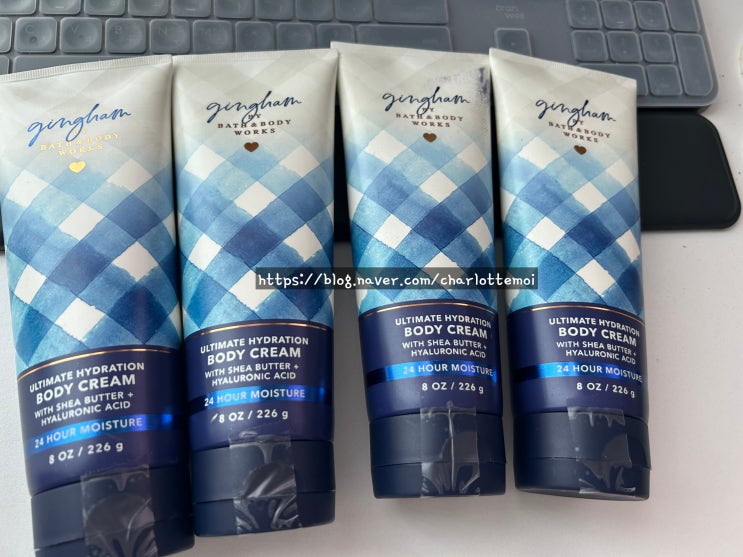 gingham
BY
BATH & BODY
WORKS
ULTIMATE HYDRATION
BODY CREAM
WITH SHEA BUTTER +
HYALURONIC ACID
24 HOUR MOISTURE
8 OZ / 226 g
gingham
BY
BATH & BODY
WORKS
ULTIMATE HYDRATION
BODY CREAM
WITH SHEA BUTTER +
HYALURONIC ACID
24 HOUR MOISTURE
8 OZ / 226 g
gingham
BY
BATH & BODY
WORKS
ULTIMATE HYDRATION
BODY CREAM
WITH SHEA BUTTER +
HYALURONIC ACID
24 HOUR MOISTURE
8 OZ / 226 g
gingham
BY
BATH & BODY
WORKS
ULTIMATE HYDRATION
BODY CREAM
WITH SHEA BUTTER +
HYALURONIC ACID
24 HOUR MOISTURE
8 OZ / 226 g
https://blog.naver.com/charlottemoi